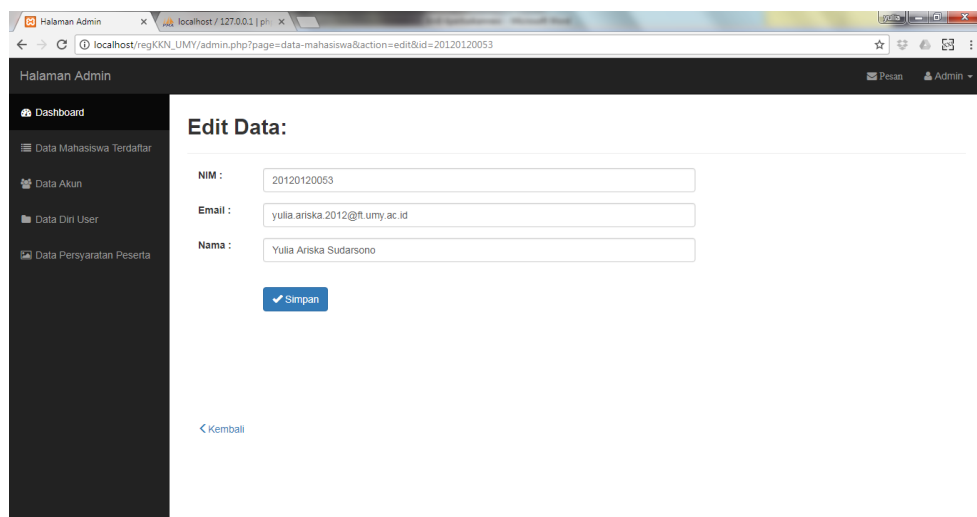 Halaman Admin
localhost / 127.0.0.1 | ph
yulia
localhost/regKKN_UMY/admin.php?page=data-mahasiswa&action=edit&id=20120120053
Halaman Admin
Pesan
Admin
Dashboard
Data Mahasiswa Terdaftar
Data Akun
Data Diri User
Data Persyaratan Peserta
Edit Data:
NIM :
20120120053
Email :
yulia.ariska.2012@ft.umy.ac.id
Nama :
Yulia Ariska Sudarsono
Simpan
Kembali